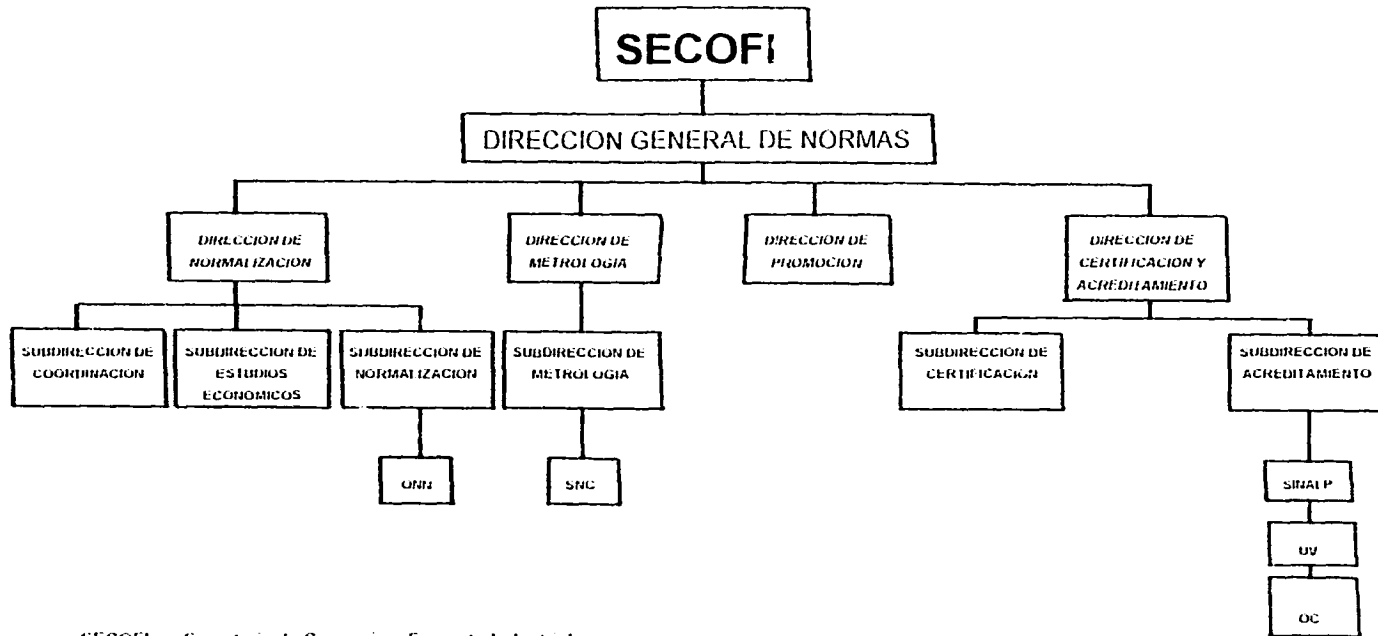 SECOFI
DIRECCION GENERAL DE NORMAS
DIRECCION DE
NORMALIZACION
DIRECCION DE
METROLOGIA
DIRECCION DE
PROMOCION
DIRECCION DE
CERTIFICACION Y
ACREDITAMIENTO
SUBDIRECCION DE
COORDINACION
SUBDIRECCION DE
ESTUDIOS
ECONOMICOS
SUBDIRECCION DE
NORMALIZACION
SUBDIRECCION DE
METROLOGIA
SUBDIRECCION DE
CERTIFICACION
SUBDIRECCION DE
ACREDITAMIENTO
ONN
SNC
SINALP
UV
OC